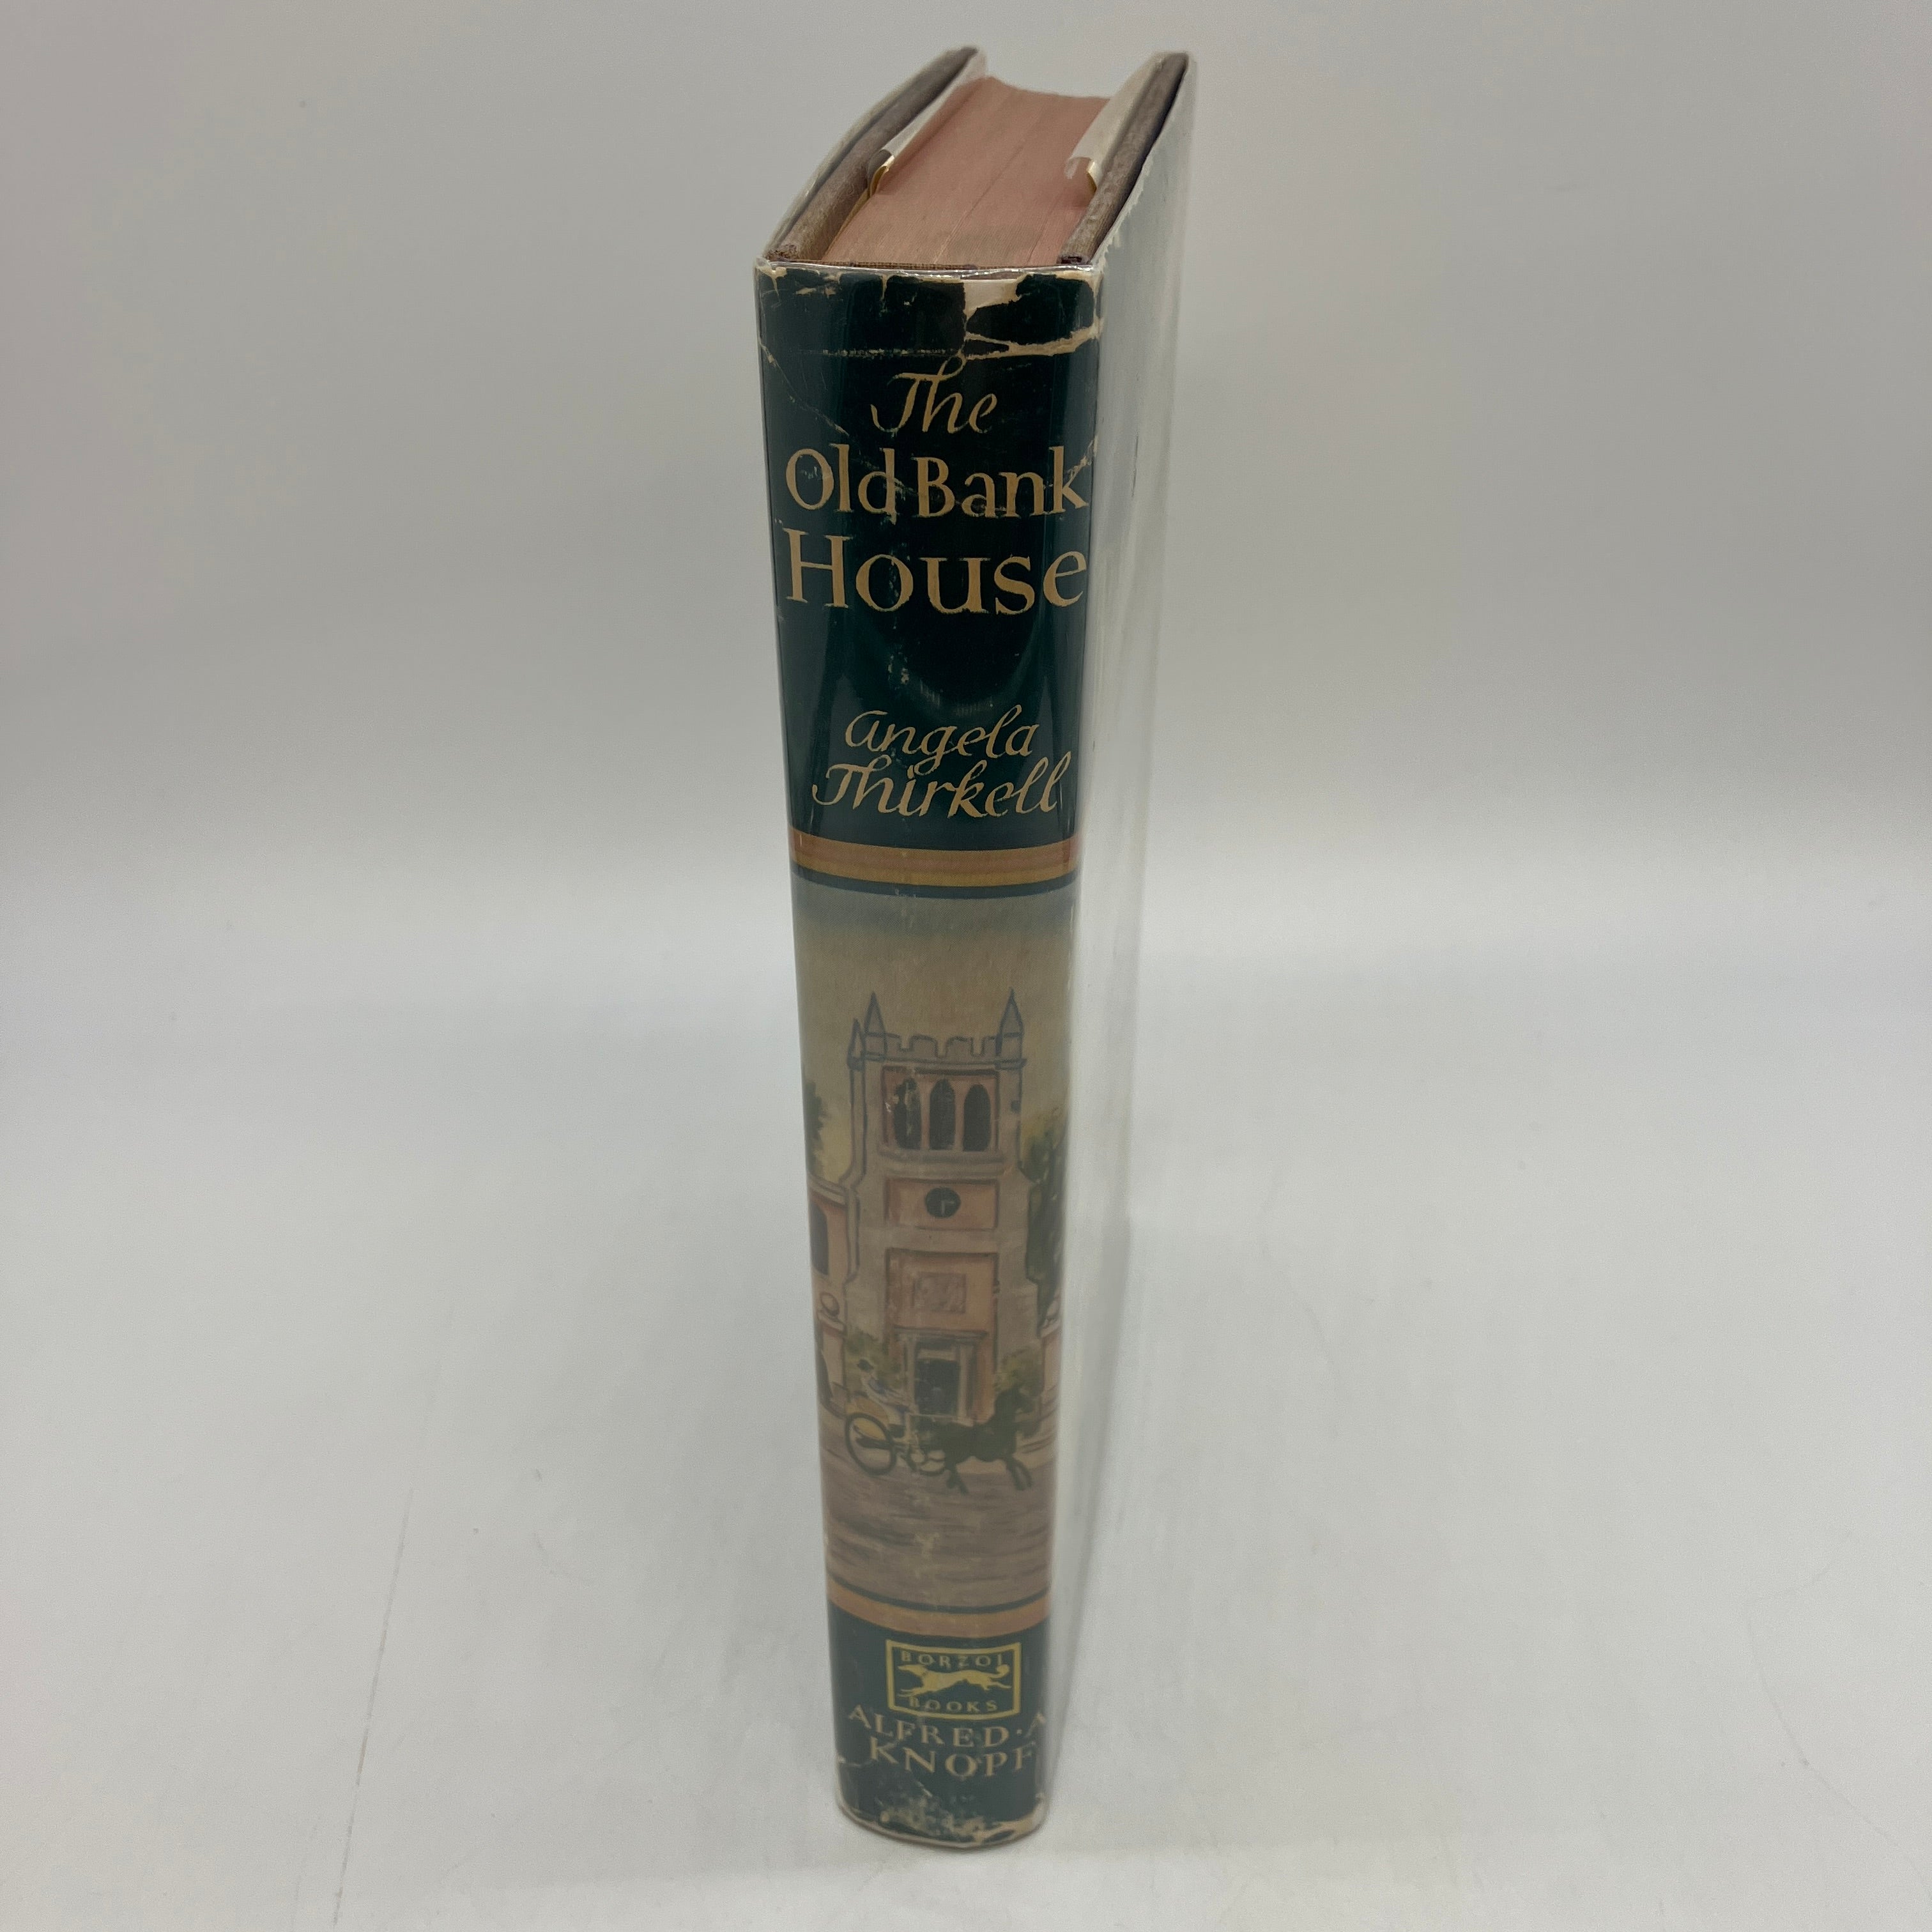 The
Old Bank
House
Angela
Thirkell
BORZOI
BOOKS
ALFRED · A
KNOPF